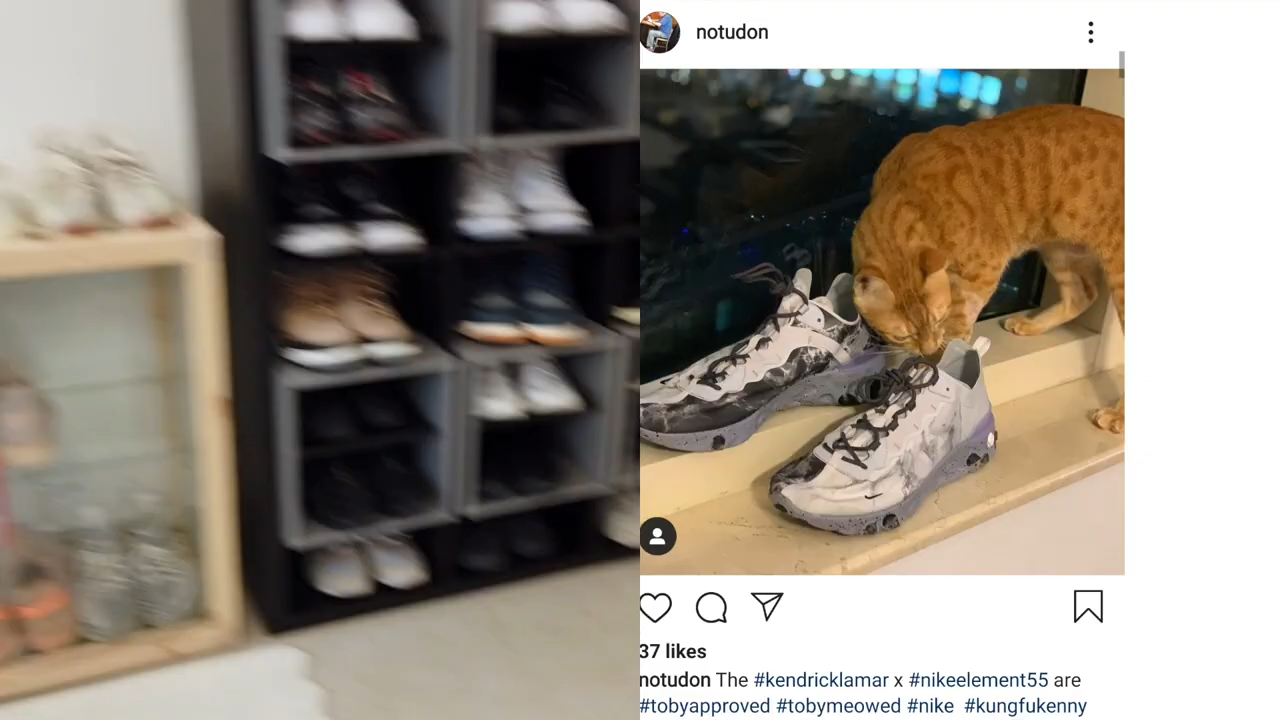 notudon
37 likes
notudon The #kendricklamar x #nikeelement55 are
#tobyapproved #tobymeowed #nike #kungfukenny